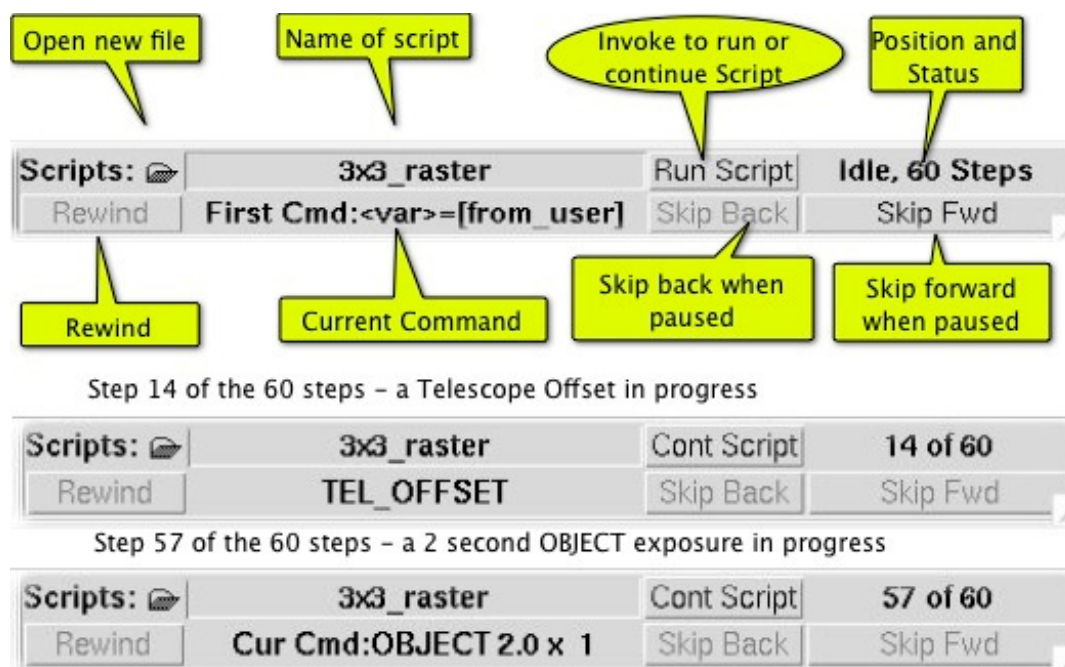 Open new file
Name of script
Invoke to run or
continue Script
Position and
Status
Scripts: 3x3_raster Run Script Idle, 60 Steps
Rewind First Cmd:<var>=[from_user] Skip Back Skip Fwd
Rewind
Current Command
Skip back when
paused
Skip forward
when paused
Step 14 of the 60 steps – a Telescope Offset in progress
Scripts: 3x3_raster Cont Script 14 of 60
Rewind TEL_OFFSET Skip Back Skip Fwd
Step 57 of the 60 steps – a 2 second OBJECT exposure in progress
Scripts: 3x3_raster Cont Script 57 of 60
Rewind Cur Cmd:OBJECT 2.0 x 1 Skip Back Skip Fwd